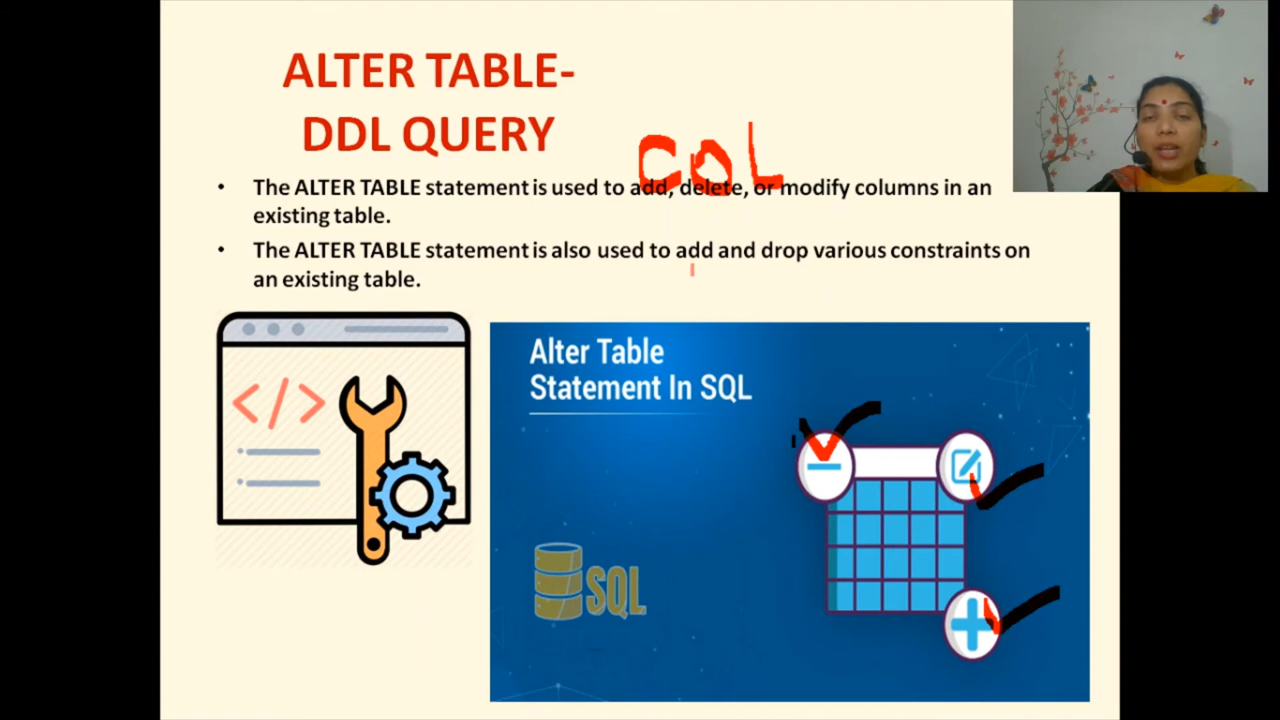 ALTER TABLE-
DDL QUERY
COL
• The ALTER TABLE statement is used to add, delete, or modify columns in an
existing table.
• The ALTER TABLE statement is also used to add and drop various constraints on
an existing table.
</>
Alter Table
Statement In SQL
SQL